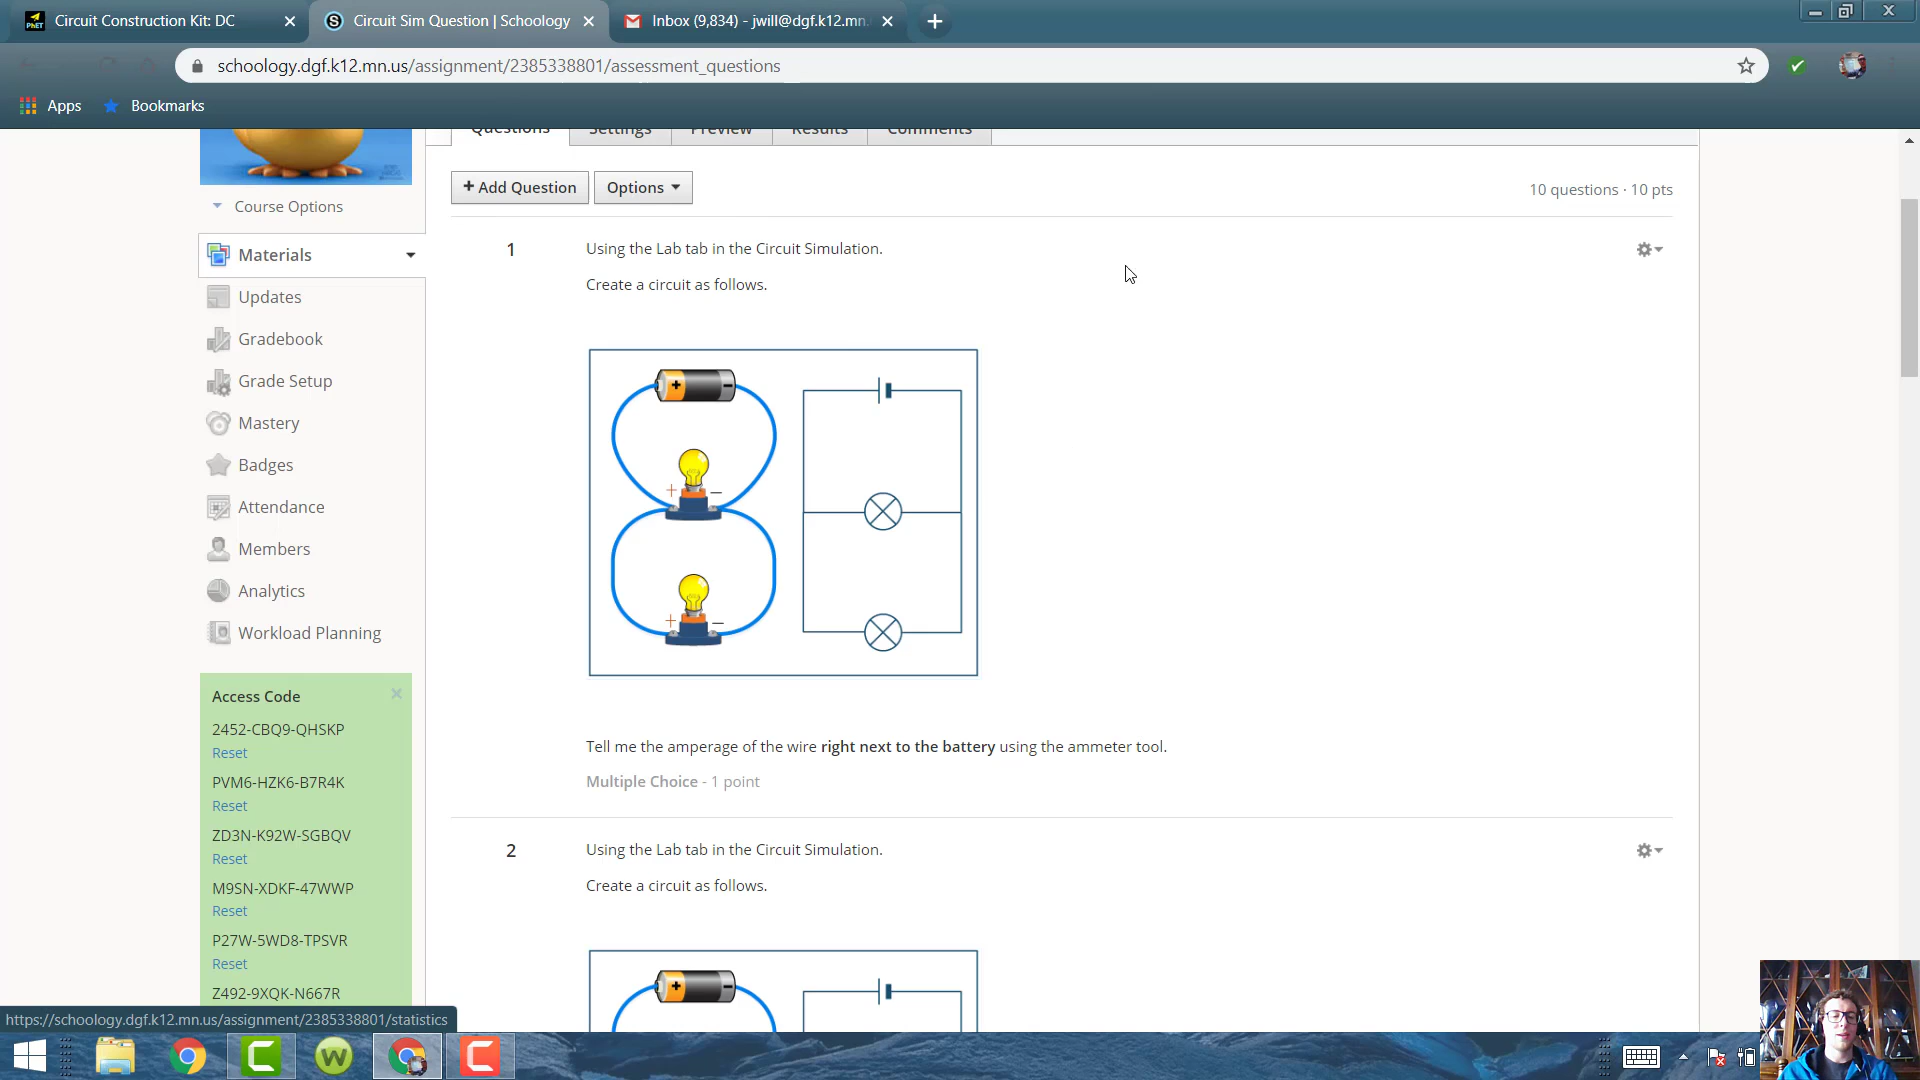 Circuit Construction Kit: DC
Circuit Sim Question | Schoology
Inbox (9,834) - jwill@dgf.k12.mn.
schoology.dgf.k12.mn.us/assignment/2385338801/assessment_questions
Apps
Bookmarks
Questions
Settings
Preview
Results
Comments
+ Add Question
Options
10 questions · 10 pts
Course Options
Materials
Updates
Gradebook
Grade Setup
Mastery
Badges
Attendance
Members
Analytics
Workload Planning
Access Code
2452-CBQ9-QHSKP
Reset
PVM6-HZK6-B7R4K
Reset
ZD3N-K92W-SGBQV
Reset
M9SN-XDKF-47WWP
Reset
P27W-5WD8-TPSVR
Reset
Z492-9XQK-N667R
1
Using the Lab tab in the Circuit Simulation.
Create a circuit as follows.
+ -
+ -
+ -
Tell me the amperage of the wire right next to the battery using the ammeter tool.
Multiple Choice - 1 point
2
Using the Lab tab in the Circuit Simulation.
Create a circuit as follows.
+ -
https://schoology.dgf.k12.mn.us/assignment/2385338801/statistics